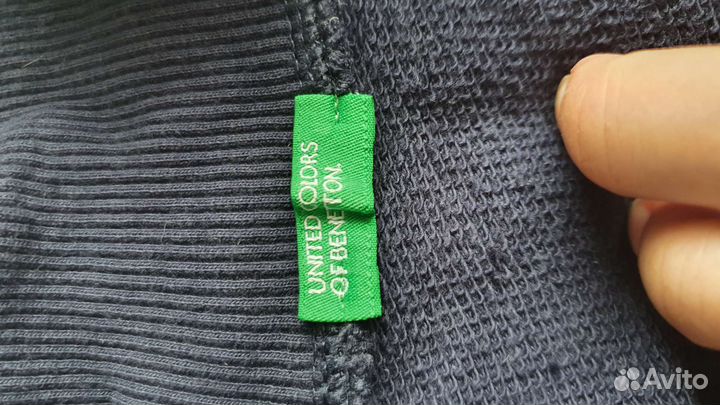 UNITED COLORS
OF BENETTON.
Avito